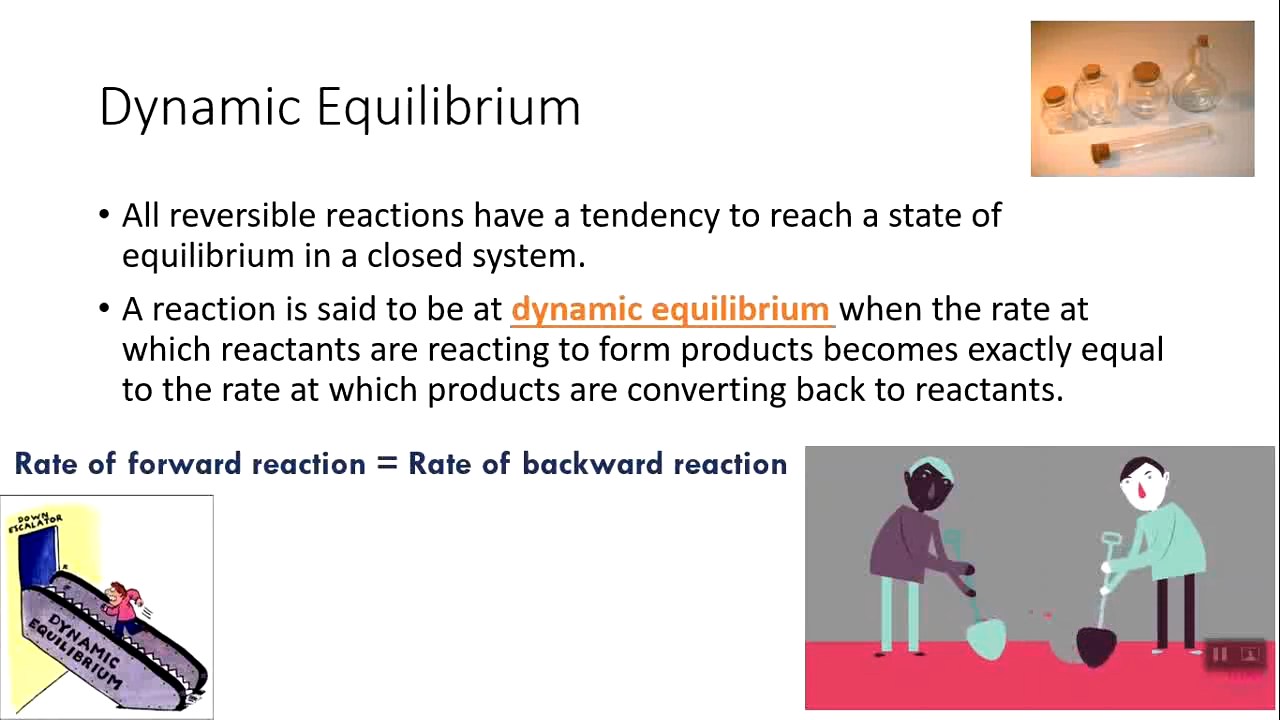 Dynamic Equilibrium
• All reversible reactions have a tendency to reach a state of
equilibrium in a closed system.
• A reaction is said to be at dynamic equilibrium when the rate at
which reactants are reacting to form products becomes exactly equal
to the rate at which products are converting back to reactants.
Rate of forward reaction = Rate of backward reaction
DOWN
ESCALATOR
DYNAMIC
EQUILIBRIUM